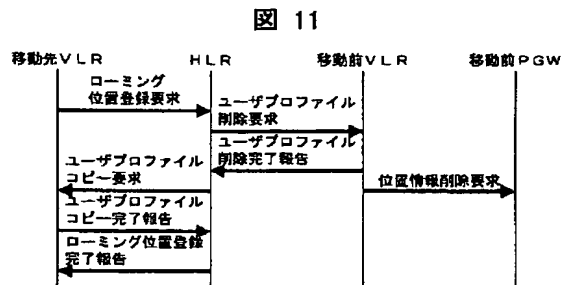 図 11
移動先VLR
HLR
移動前VLR
移動前PGW
ローミング
位置登録要求
ユーザプロファイル
削除要求
ユーザプロファイル
削除完了報告
ユーザプロファイル
コピー要求
位置情報削除要求
ユーザプロファイル
コピー完了報告
ローミング位置登録
完了報告